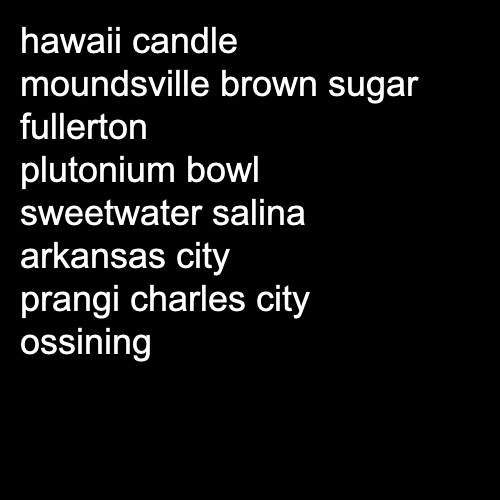 hawaii candle
moundsville brown sugar
fullerton
plutonium bowl
sweetwater salina
arkansas city
prangi charles city
ossining